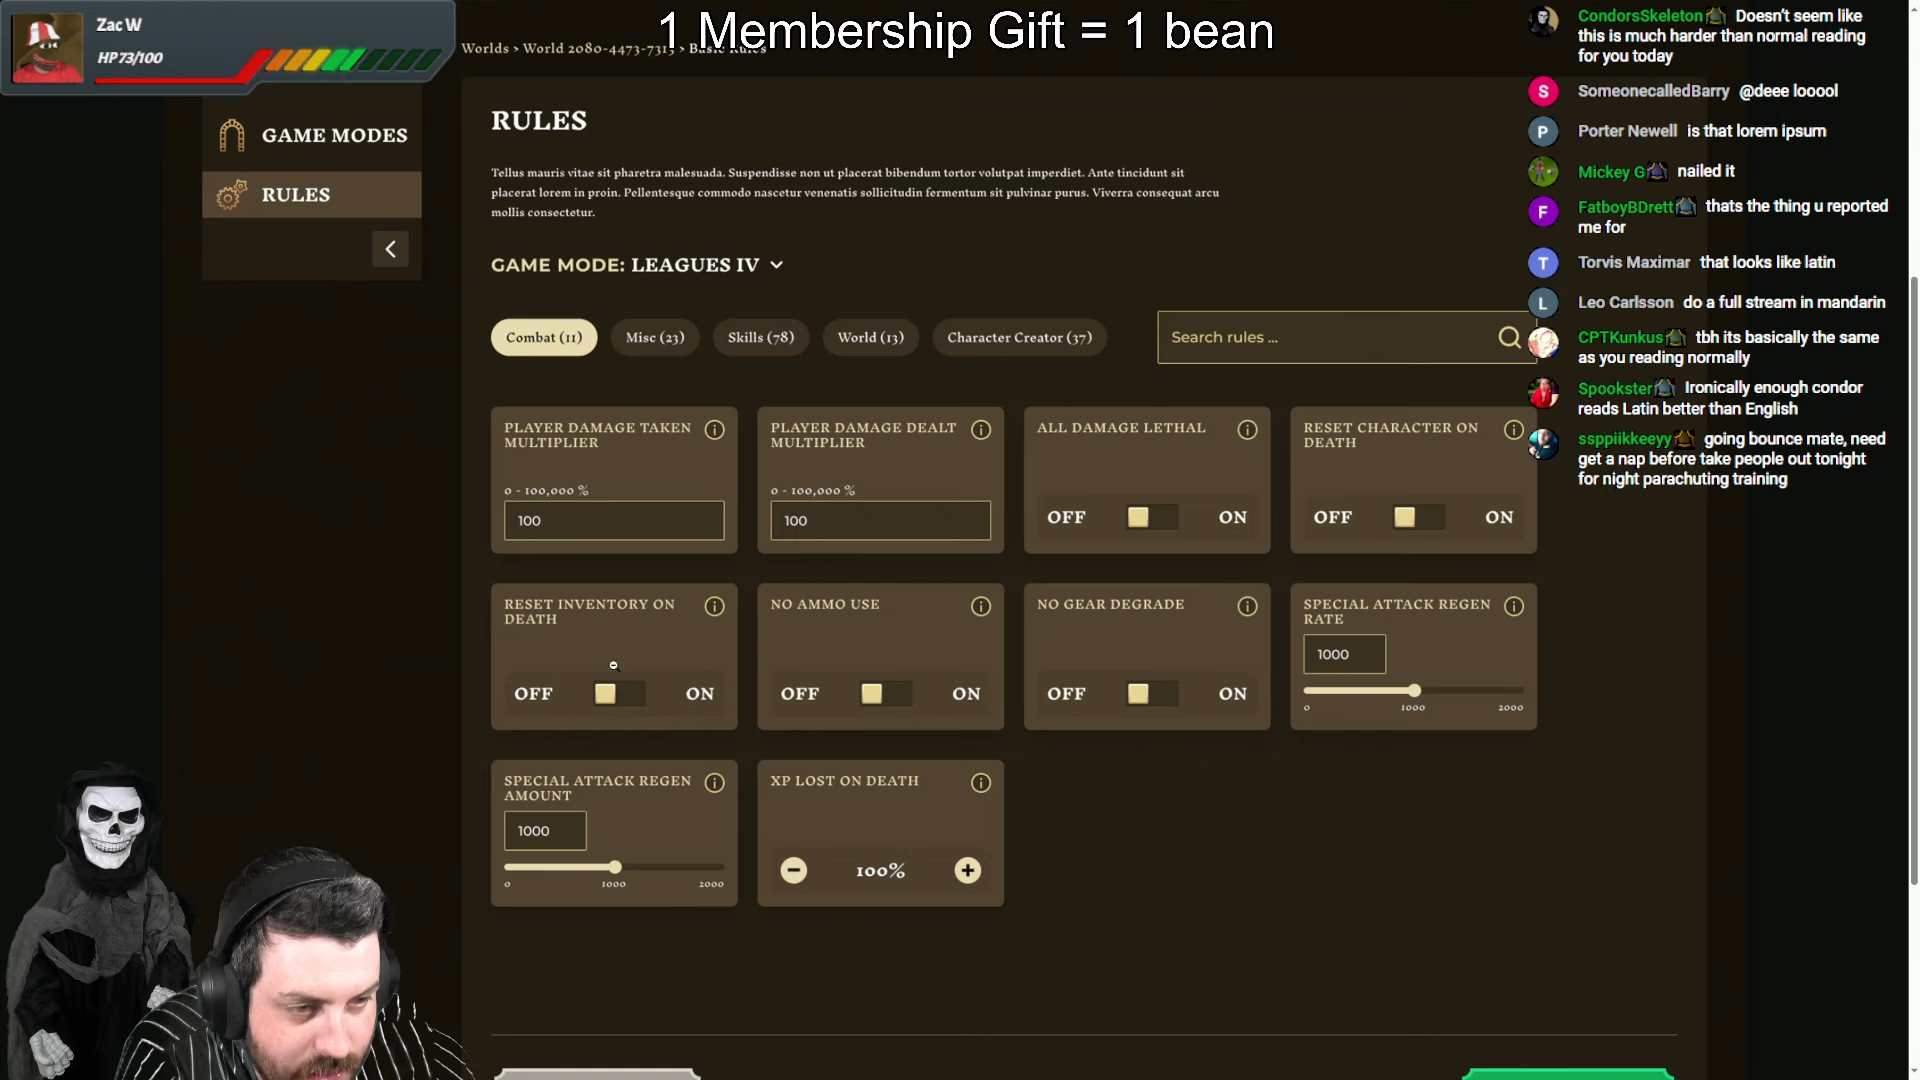 Zac W
HP 73/100
1 Membership Gift = 1 bean
Worlds > World 2080-4473-7315 > Basic Rules
GAME MODES
RULES
RULES
Tellus mauris vitae sit pharetra malesuada. Suspendisse non ut placerat bibendum tortor volutpat imperdiet. Ante tincidunt sit
placerat lorem in proin. Pellentesque commodo nascetur venenatis sollicitudin fermentum sit pulvinar purus. Viverra consequat arcu
mollis consectetur.
GAME MODE: LEAGUES IV
Combat (11)
Misc (23)
Skills (78)
World (13)
Character Creator (37)
Search rules ...
PLAYER DAMAGE TAKEN
MULTIPLIER
0 - 100,000 %
100
PLAYER DAMAGE DEALT
MULTIPLIER
0 - 100,000 %
100
ALL DAMAGE LETHAL
OFF ON
RESET CHARACTER ON
DEATH
OFF ON
RESET INVENTORY ON
DEATH
OFF ON
NO AMMO USE
OFF ON
NO GEAR DEGRADE
OFF ON
SPECIAL ATTACK REGEN
RATE
1000
0 1000 2000
SPECIAL ATTACK REGEN
AMOUNT
1000
0 1000 2000
XP LOST ON DEATH
100%
CondorsSkeleton Doesn't seem like
this is much harder than normal reading
for you today
S SomeonecalledBarry @deee looool
P Porter Newell is that lorem ipsum
Mickey G nailed it
F FatboyBDrett thats the thing u reported
me for
T Torvis Maximar that looks like latin
L Leo Carlsson do a full stream in mandarin
CPTKunkus tbh its basically the same
as you reading normally
Spookster Ironically enough condor
reads Latin better than English
ssppiikkeeyy going bounce mate, need
get a nap before take people out tonight
for night parachuting training